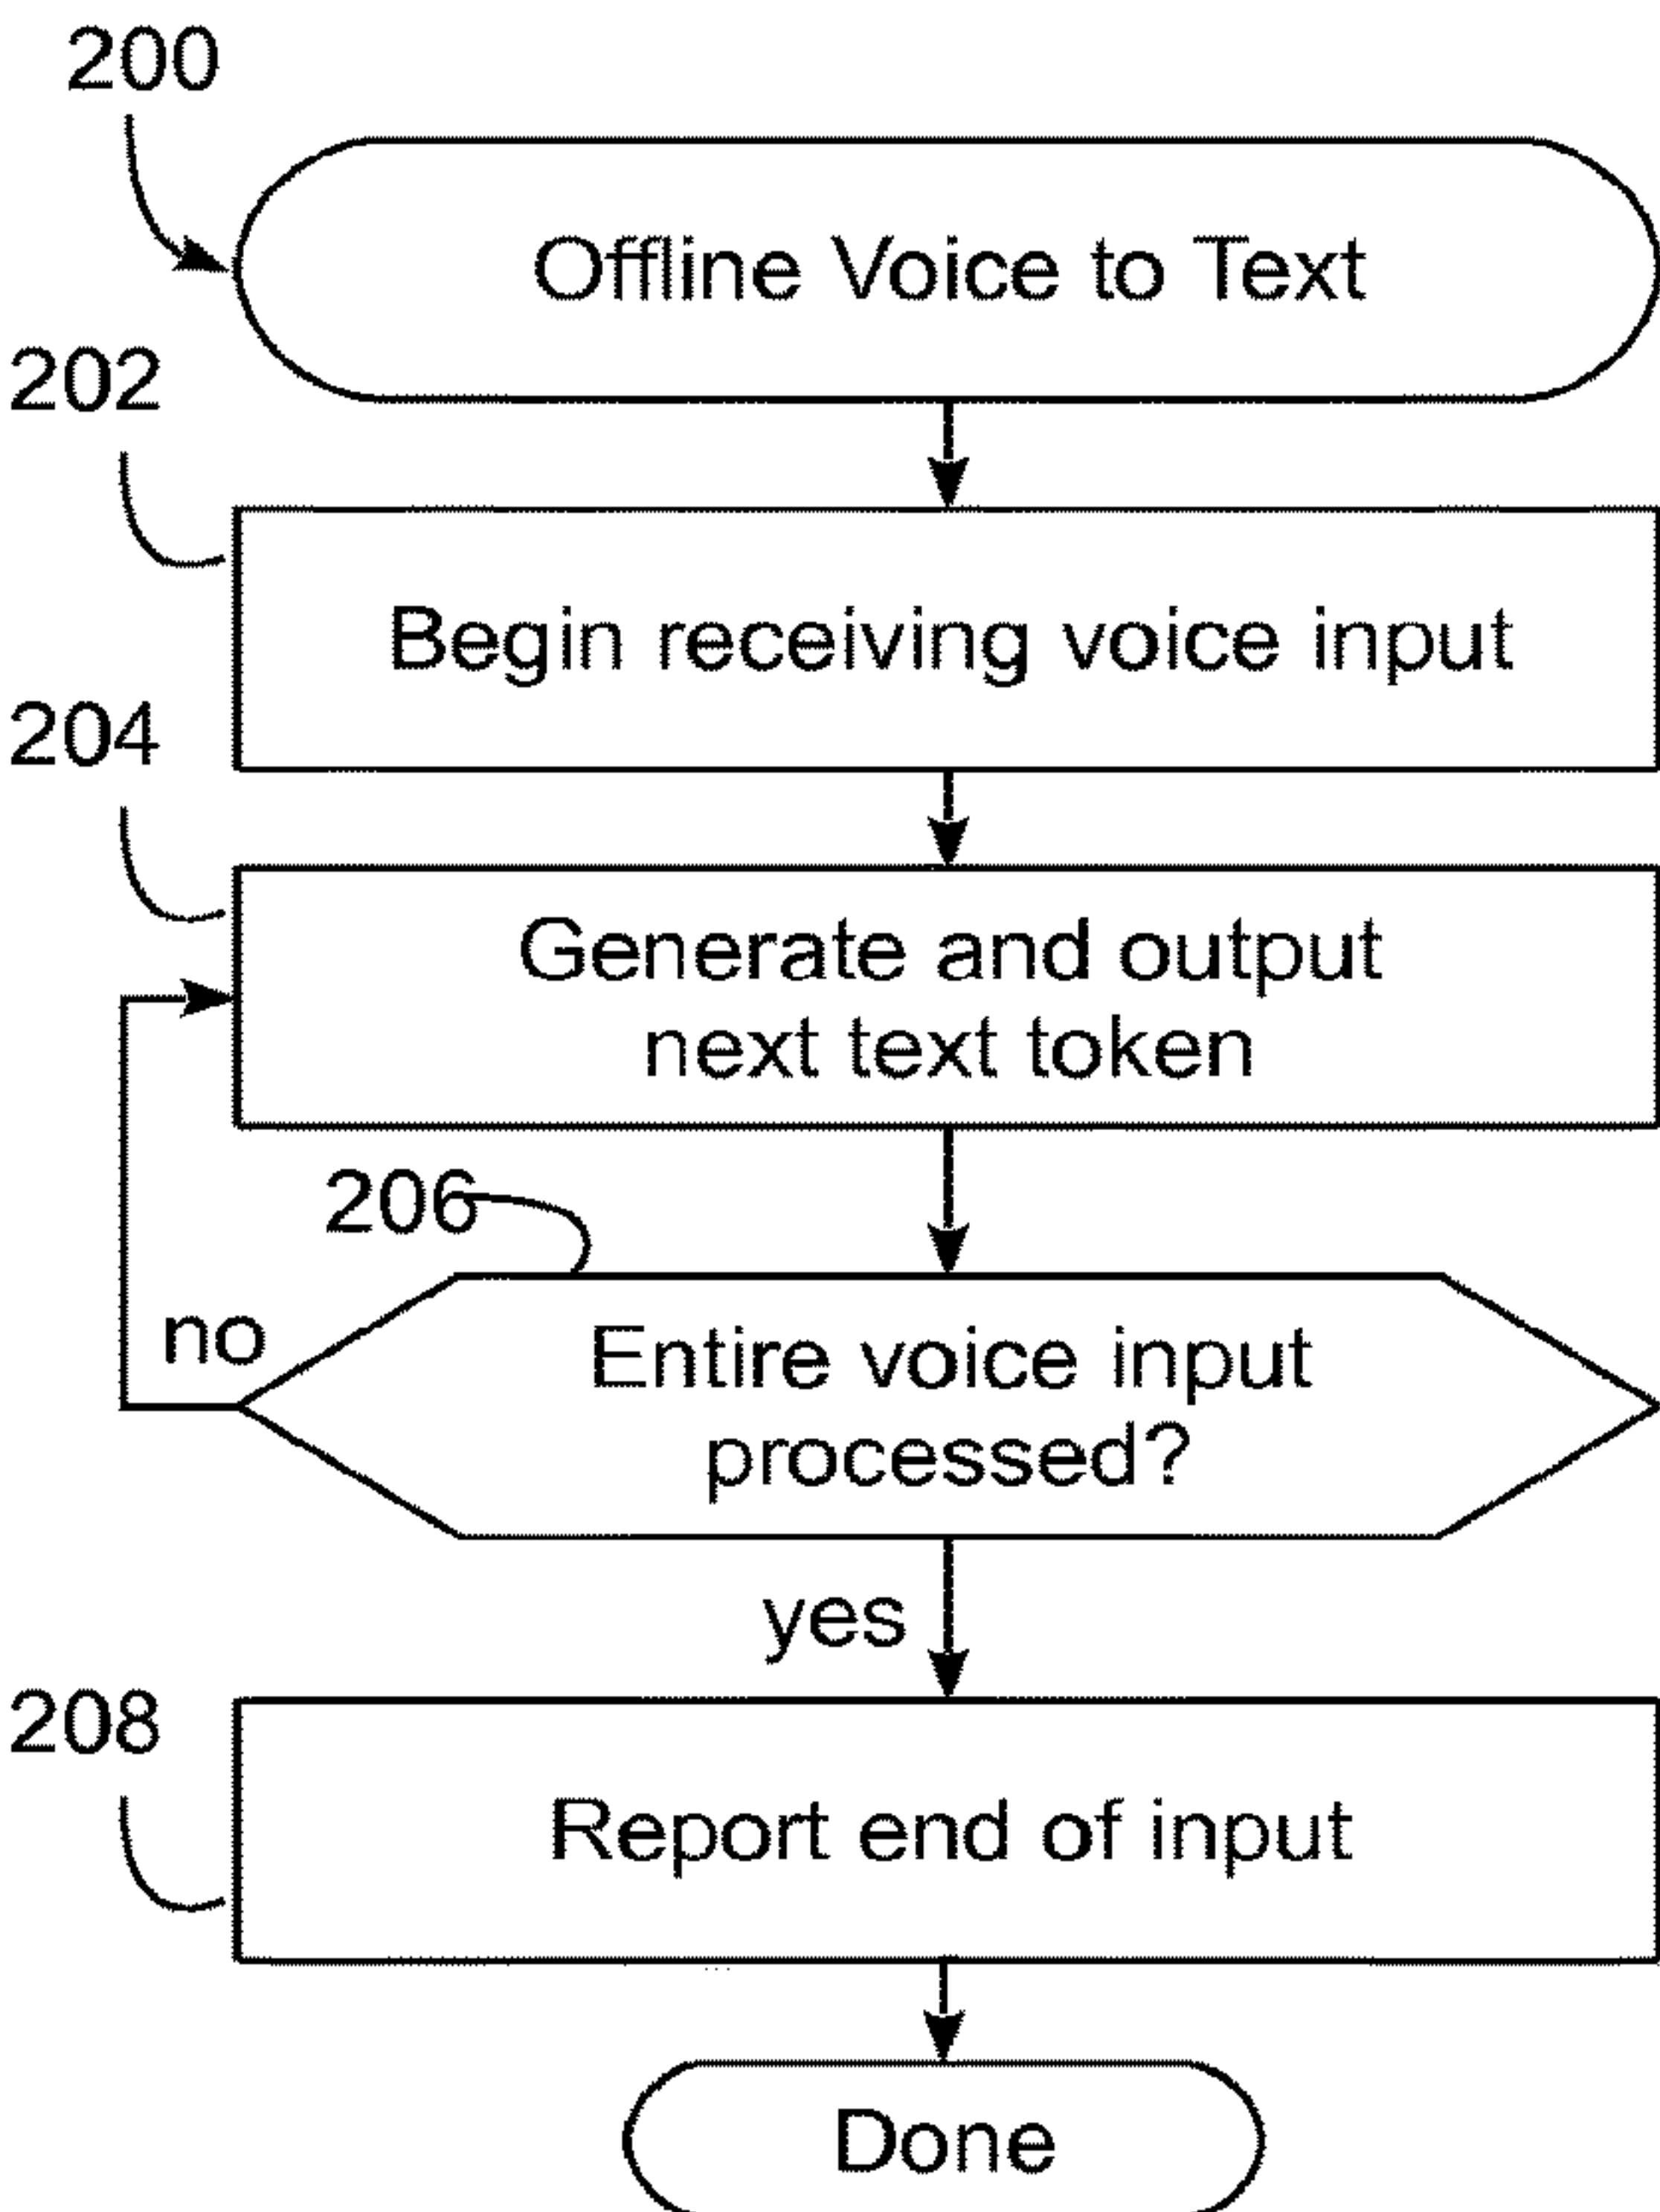 200
Offline Voice to Text
202
Begin receiving voice input
204
Generate and output
next text token
206
no
Entire voice input
processed?
yes
208
Report end of input
Done